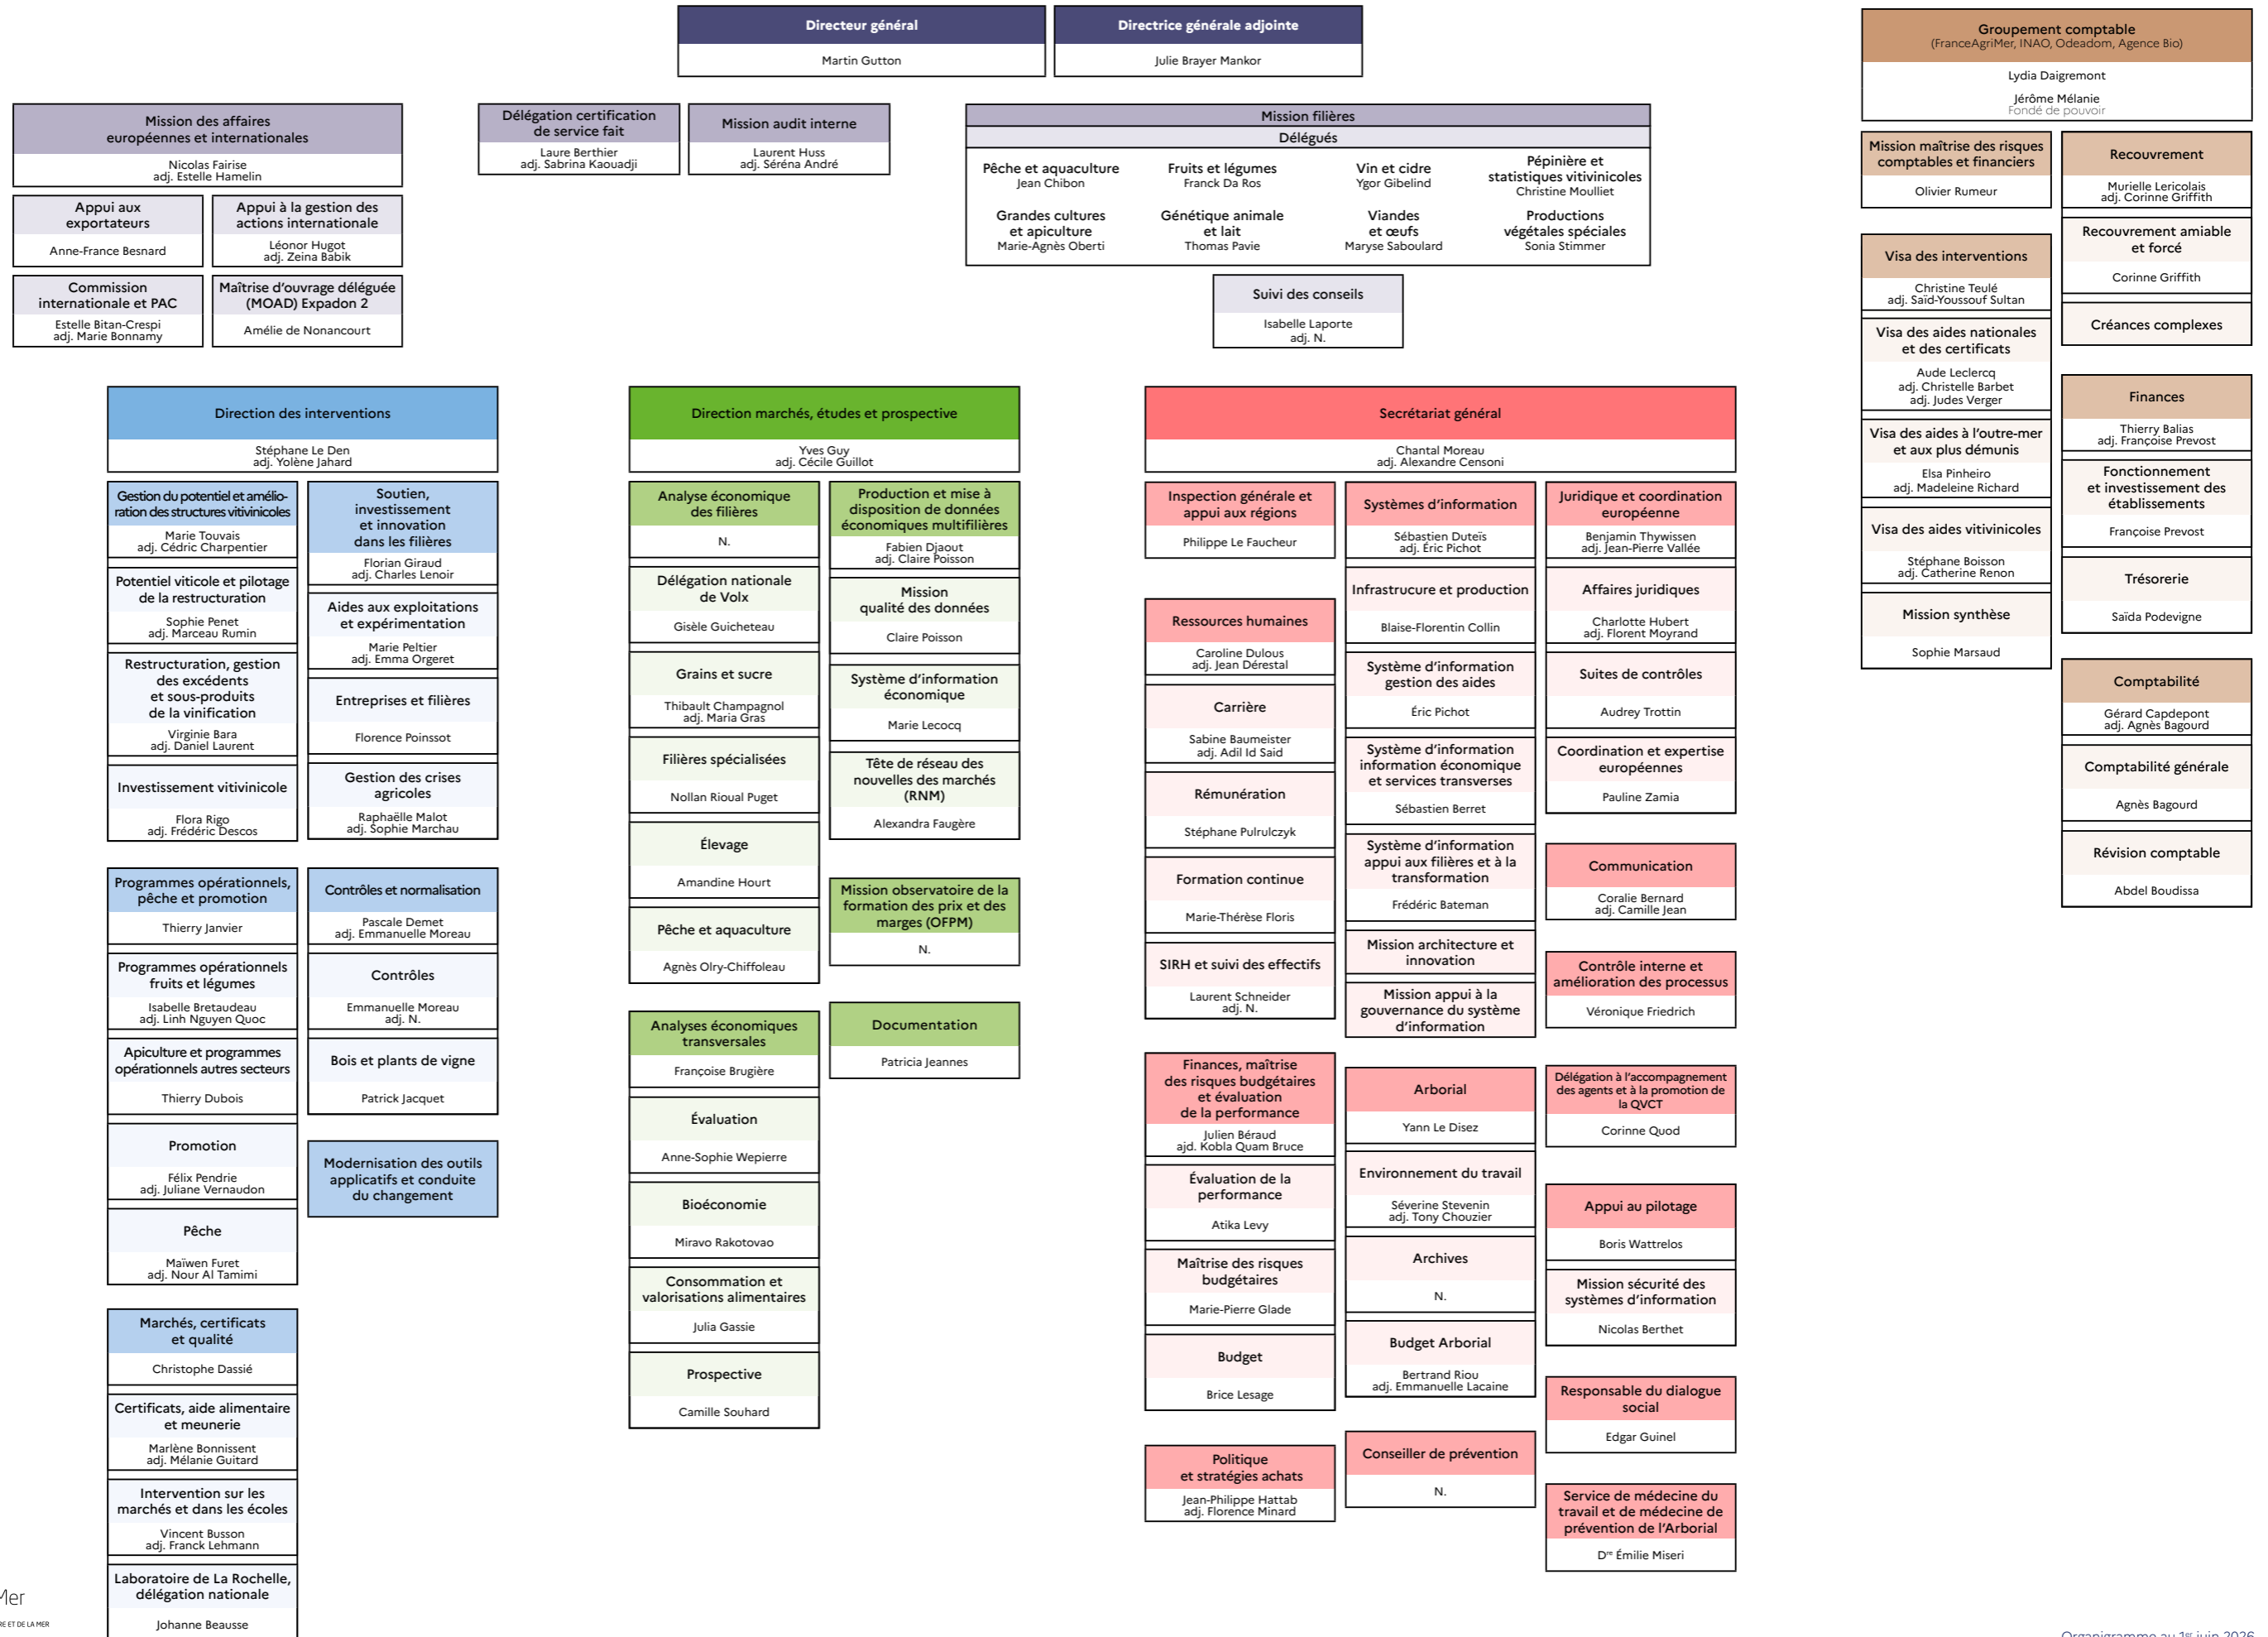 Directeur général
Martin Gutton
Directrice générale adjointe
Julie Brayer Mankor
Groupement comptable
(FranceAgriMer, INAO, Odeadom, Agence Bio)
Lydia Daigremont
Jérôme Mélanie
Fondé de pouvoir
Mission des affaires
européennes et internationales
Nicolas Fairise
adj. Estelle Hamelin
Appui aux
exportateurs
Anne-France Besnard
Appui à la gestion des
actions internationale
Léonor Hugot
adj. Zeina Babik
Commission
internationale et PAC
Estelle Bitan-Crespi
adj. Marie Bonnamy
Maîtrise d'ouvrage déléguée
(MOAD) Expadon 2
Amélie de Nonancourt
Délégation certification
de service fait
Laure Berthier
adj. Sabrina Kaouadji
Mission audit interne
Laurent Huss
adj. Séréna André
Mission filières
Délégués
Pêche et aquaculture
Jean Chibon
Fruits et légumes
Franck Da Ros
Vin et cidre
Ygor Gibelind
Pépinière et
statistiques vitivinicoles
Christine Moulliet
Grandes cultures
et apiculture
Marie-Agnès Oberti
Génétique animale
et lait
Thomas Pavie
Viandes
et œufs
Maryse Saboulard
Productions
végétales spéciales
Sonia Stimmer
Suivi des conseils
Isabelle Laporte
adj. N.
Direction des interventions
Stéphane Le Den
adj. Yolène Jahard
Gestion du potentiel et amélio-
ration des structures vitivinicoles
Marie Touvais
adj. Cédric Charpentier
Potentiel viticole et pilotage
de la restructuration
Sophie Penet
adj. Marceau Rumin
Restructuration, gestion
des excédents
et sous-produits
de la vinification
Virginie Bara
adj. Daniel Laurent
Investissement vitivinicole
Flora Rigo
adj. Frédéric Descos
Programmes opérationnels,
pêche et promotion
Thierry Janvier
Programmes opérationnels
fruits et légumes
Isabelle Bretaudeau
adj. Linh Nguyen Quoc
Apiculture et programmes
opérationnels autres secteurs
Thierry Dubois
Promotion
Félix Pendrie
adj. Juliane Vernaudon
Pêche
Maïwen Furet
adj. Nour Al Tamimi
Marchés, certificats
et qualité
Christophe Dassié
Certificats, aide alimentaire
et meunerie
Marlène Bonnissent
adj. Mélanie Guitard
Intervention sur les
marchés et dans les écoles
Vincent Busson
adj. Franck Lehmann
Laboratoire de La Rochelle,
délégation nationale
Johanne Beausse
Soutien,
investissement
et innovation
dans les filières
Florian Giraud
adj. Charles Lenoir
Aides aux exploitations
et expérimentation
Marie Peltier
adj. Emma Orgeret
Entreprises et filières
Florence Poinssot
Gestion des crises
agricoles
Raphaëlle Malot
adj. Sophie Marchau
Contrôles et normalisation
Pascale Demet
adj. Emmanuelle Moreau
Contrôles
Emmanuelle Moreau
adj. N.
Bois et plants de vigne
Patrick Jacquet
Modernisation des outils
applicatifs et conduite
du changement
Direction marchés, études et prospective
Yves Guy
adj. Cécile Guillot
Analyse économique
des filières
N.
Délégation nationale
de Volx
Gisèle Guicheteau
Grains et sucre
Thibault Champagnol
adj. Maria Gras
Filières spécialisées
Nollan Rioual Puget
Élevage
Amandine Hourt
Pêche et aquaculture
Agnès Olry-Chiffoleau
Analyses économiques
transversales
Françoise Brugière
Évaluation
Anne-Sophie Wepierre
Bioéconomie
Miravo Rakotovao
Consommation et
valorisations alimentaires
Julia Gassie
Prospective
Camille Souhard
Production et mise à
disposition de données
économiques multifilières
Fabien Djaout
adj. Claire Poisson
Mission
qualité des données
Claire Poisson
Système d'information
économique
Marie Lecocq
Tête de réseau des
nouvelles des marchés
(RNM)
Alexandra Faugère
Mission observatoire de la
formation des prix et des
marges (OFPM)
N.
Documentation
Patricia Jeannes
Secrétariat général
Chantal Moreau
adj. Alexandre Censoni
Inspection générale et
appui aux régions
Philippe Le Faucheur
Ressources humaines
Caroline Dulous
adj. Jean Dérestal
Carrière
Sabine Baumeister
adj. Adil Id Said
Rémunération
Stéphane Pulrulczyk
Formation continue
Marie-Thérèse Floris
SIRH et suivi des effectifs
Laurent Schneider
adj. N.
Finances, maîtrise
des risques budgétaires
et évaluation
de la performance
Julien Béraud
ajd. Kobla Quam Bruce
Évaluation de la
performance
Atika Levy
Maîtrise des risques
budgétaires
Marie-Pierre Glade
Budget
Brice Lesage
Politique
et stratégies achats
Jean-Philippe Hattab
adj. Florence Minard
Systèmes d'information
Sébastien Duteïs
adj. Éric Pichot
Infrastrucure et production
Blaise-Florentin Collin
Système d'information
gestion des aides
Éric Pichot
Système d'information
information économique
et services transverses
Sébastien Berret
Système d'information
appui aux filières et à la
transformation
Frédéric Bateman
Mission architecture et
innovation
Mission appui à la
gouvernance du système
d'information
Arborial
Yann Le Disez
Environnement du travail
Séverine Stevenin
adj. Tony Chouzier
Archives
N.
Budget Arborial
Bertrand Riou
adj. Emmanuelle Lacaine
Conseiller de prévention
N.
Juridique et coordination
européenne
Benjamin Thywissen
adj. Jean-Pierre Vallée
Affaires juridiques
Charlotte Hubert
adj. Florent Moyrand
Suites de contrôles
Audrey Trottin
Coordination et expertise
européennes
Pauline Zamia
Communication
Coralie Bernard
adj. Camille Jean
Contrôle interne et
amélioration des processus
Véronique Friedrich
Délégation à l'accompagnement
des agents et à la promotion de
la QVCT
Corinne Quod
Appui au pilotage
Boris Wattrelos
Mission sécurité des
systèmes d'information
Nicolas Berthet
Responsable du dialogue
social
Edgar Guinel
Service de médecine du
travail et de médecine de
prévention de l'Arborial
Dre Émilie Miseri
Mission maîtrise des risques
comptables et financiers
Olivier Rumeur
Visa des interventions
Christine Teulé
adj. Saïd-Youssouf Sultan
Visa des aides nationales
et des certificats
Aude Leclercq
adj. Christelle Barbet
adj. Judes Verger
Visa des aides à l'outre-mer
et aux plus démunis
Elsa Pinheiro
adj. Madeleine Richard
Visa des aides vitivinicoles
Stéphane Boisson
adj. Catherine Renon
Mission synthèse
Sophie Marsaud
Recouvrement
Murielle Lericolais
adj. Corinne Griffith
Recouvrement amiable
et forcé
Corinne Griffith
Créances complexes
Finances
Thierry Balias
adj. Françoise Prevost
Fonctionnement
et investissement des
établissements
Françoise Prevost
Trésorerie
Saïda Podevigne
Comptabilité
Gérard Capdepont
adj. Agnès Bagourd
Comptabilité générale
Agnès Bagourd
Révision comptable
Abdel Boudissa
Mer
RE ET DE LA MER
Organigramme au 1er juin 2026